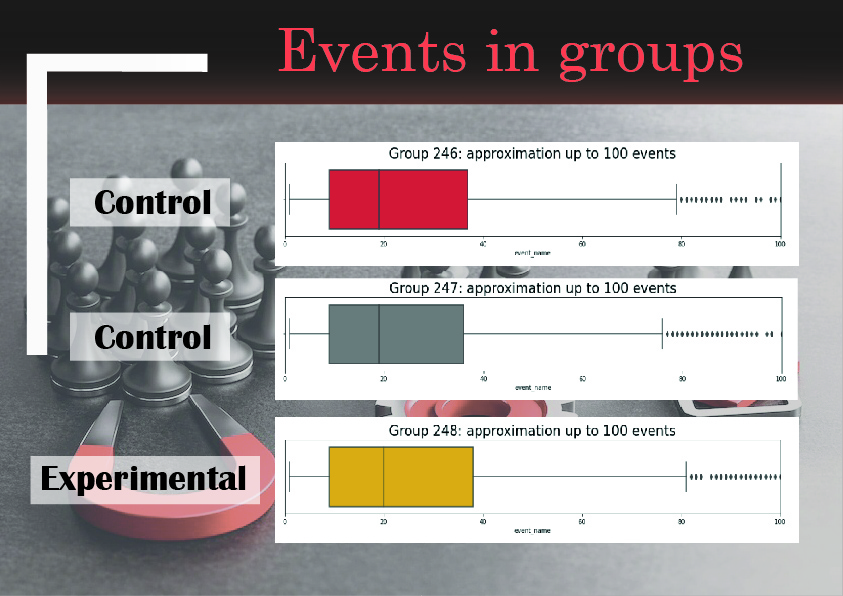 Events in groups
Control
Group 246: approximation up to 100 events
0 20 40 60 80 100
event_name
Control
Group 247: approximation up to 100 events
0 20 40 60 80 100
event_name
Experimental
Group 248: approximation up to 100 events
0 20 40 60 80 100
event_name